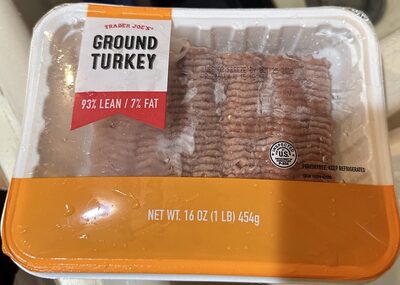 TRADER JOE'S
GROUND
TURKEY
93% LEAN / 7% FAT
U.S.
PERISHABLE. KEEP REFRIGERATED
NET WT. 16 OZ (1 LB) 454g